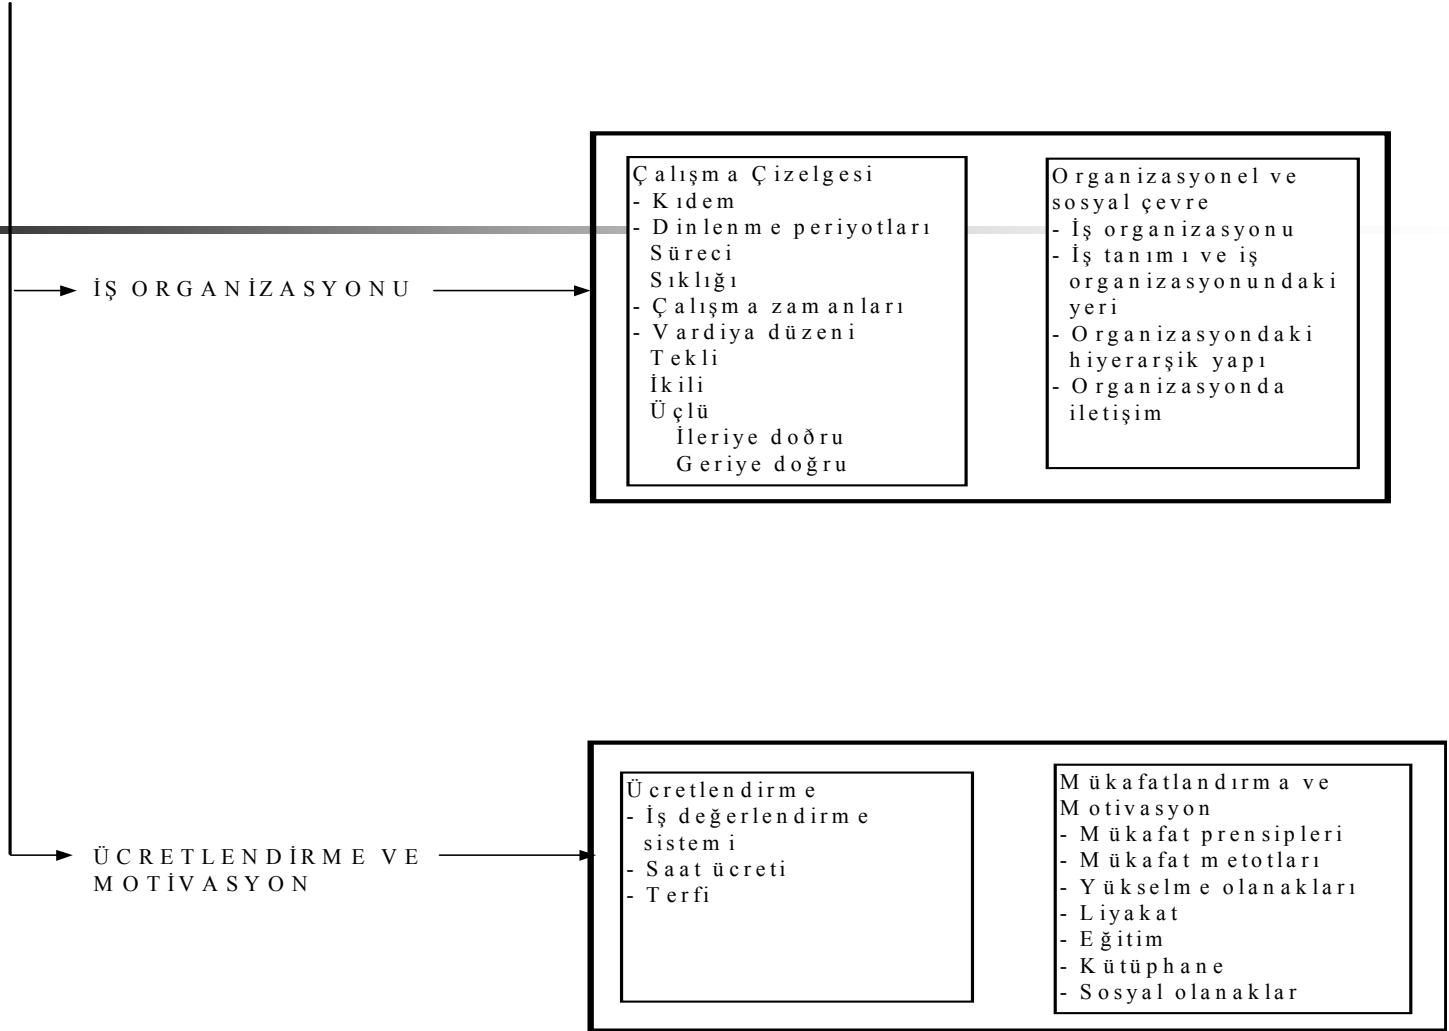 İŞ ORGANİZASYONU
Çalışma Çizelgesi
- Kıdem
- Dinlenme periyotları
Süreci
Sıklığı
- Çalışma zamanları
- Vardiya düzeni
Tekli
İkili
Üçlü
İleriye doðru
Geriye doğru
Organizasyonel ve
sosyal çevre
- İş organizasyonu
- İş tanımı ve iş
organizasyonundaki
yeri
- Organizasyondaki
hiyerarşik yapı
- Organizasyonda
iletişim
ÜCRETLENDİRME VE
MOTİVASYON
Ücretlendirme
- İş değerlendirme
sistemi
- Saat ücreti
- Terfi
Mükafatlandırma ve
Motivasyon
- Mükafat prensipleri
- Mükafat metotları
- Yükselme olanakları
- Liyakat
- Eğitim
- Kütüphane
- Sosyal olanaklar